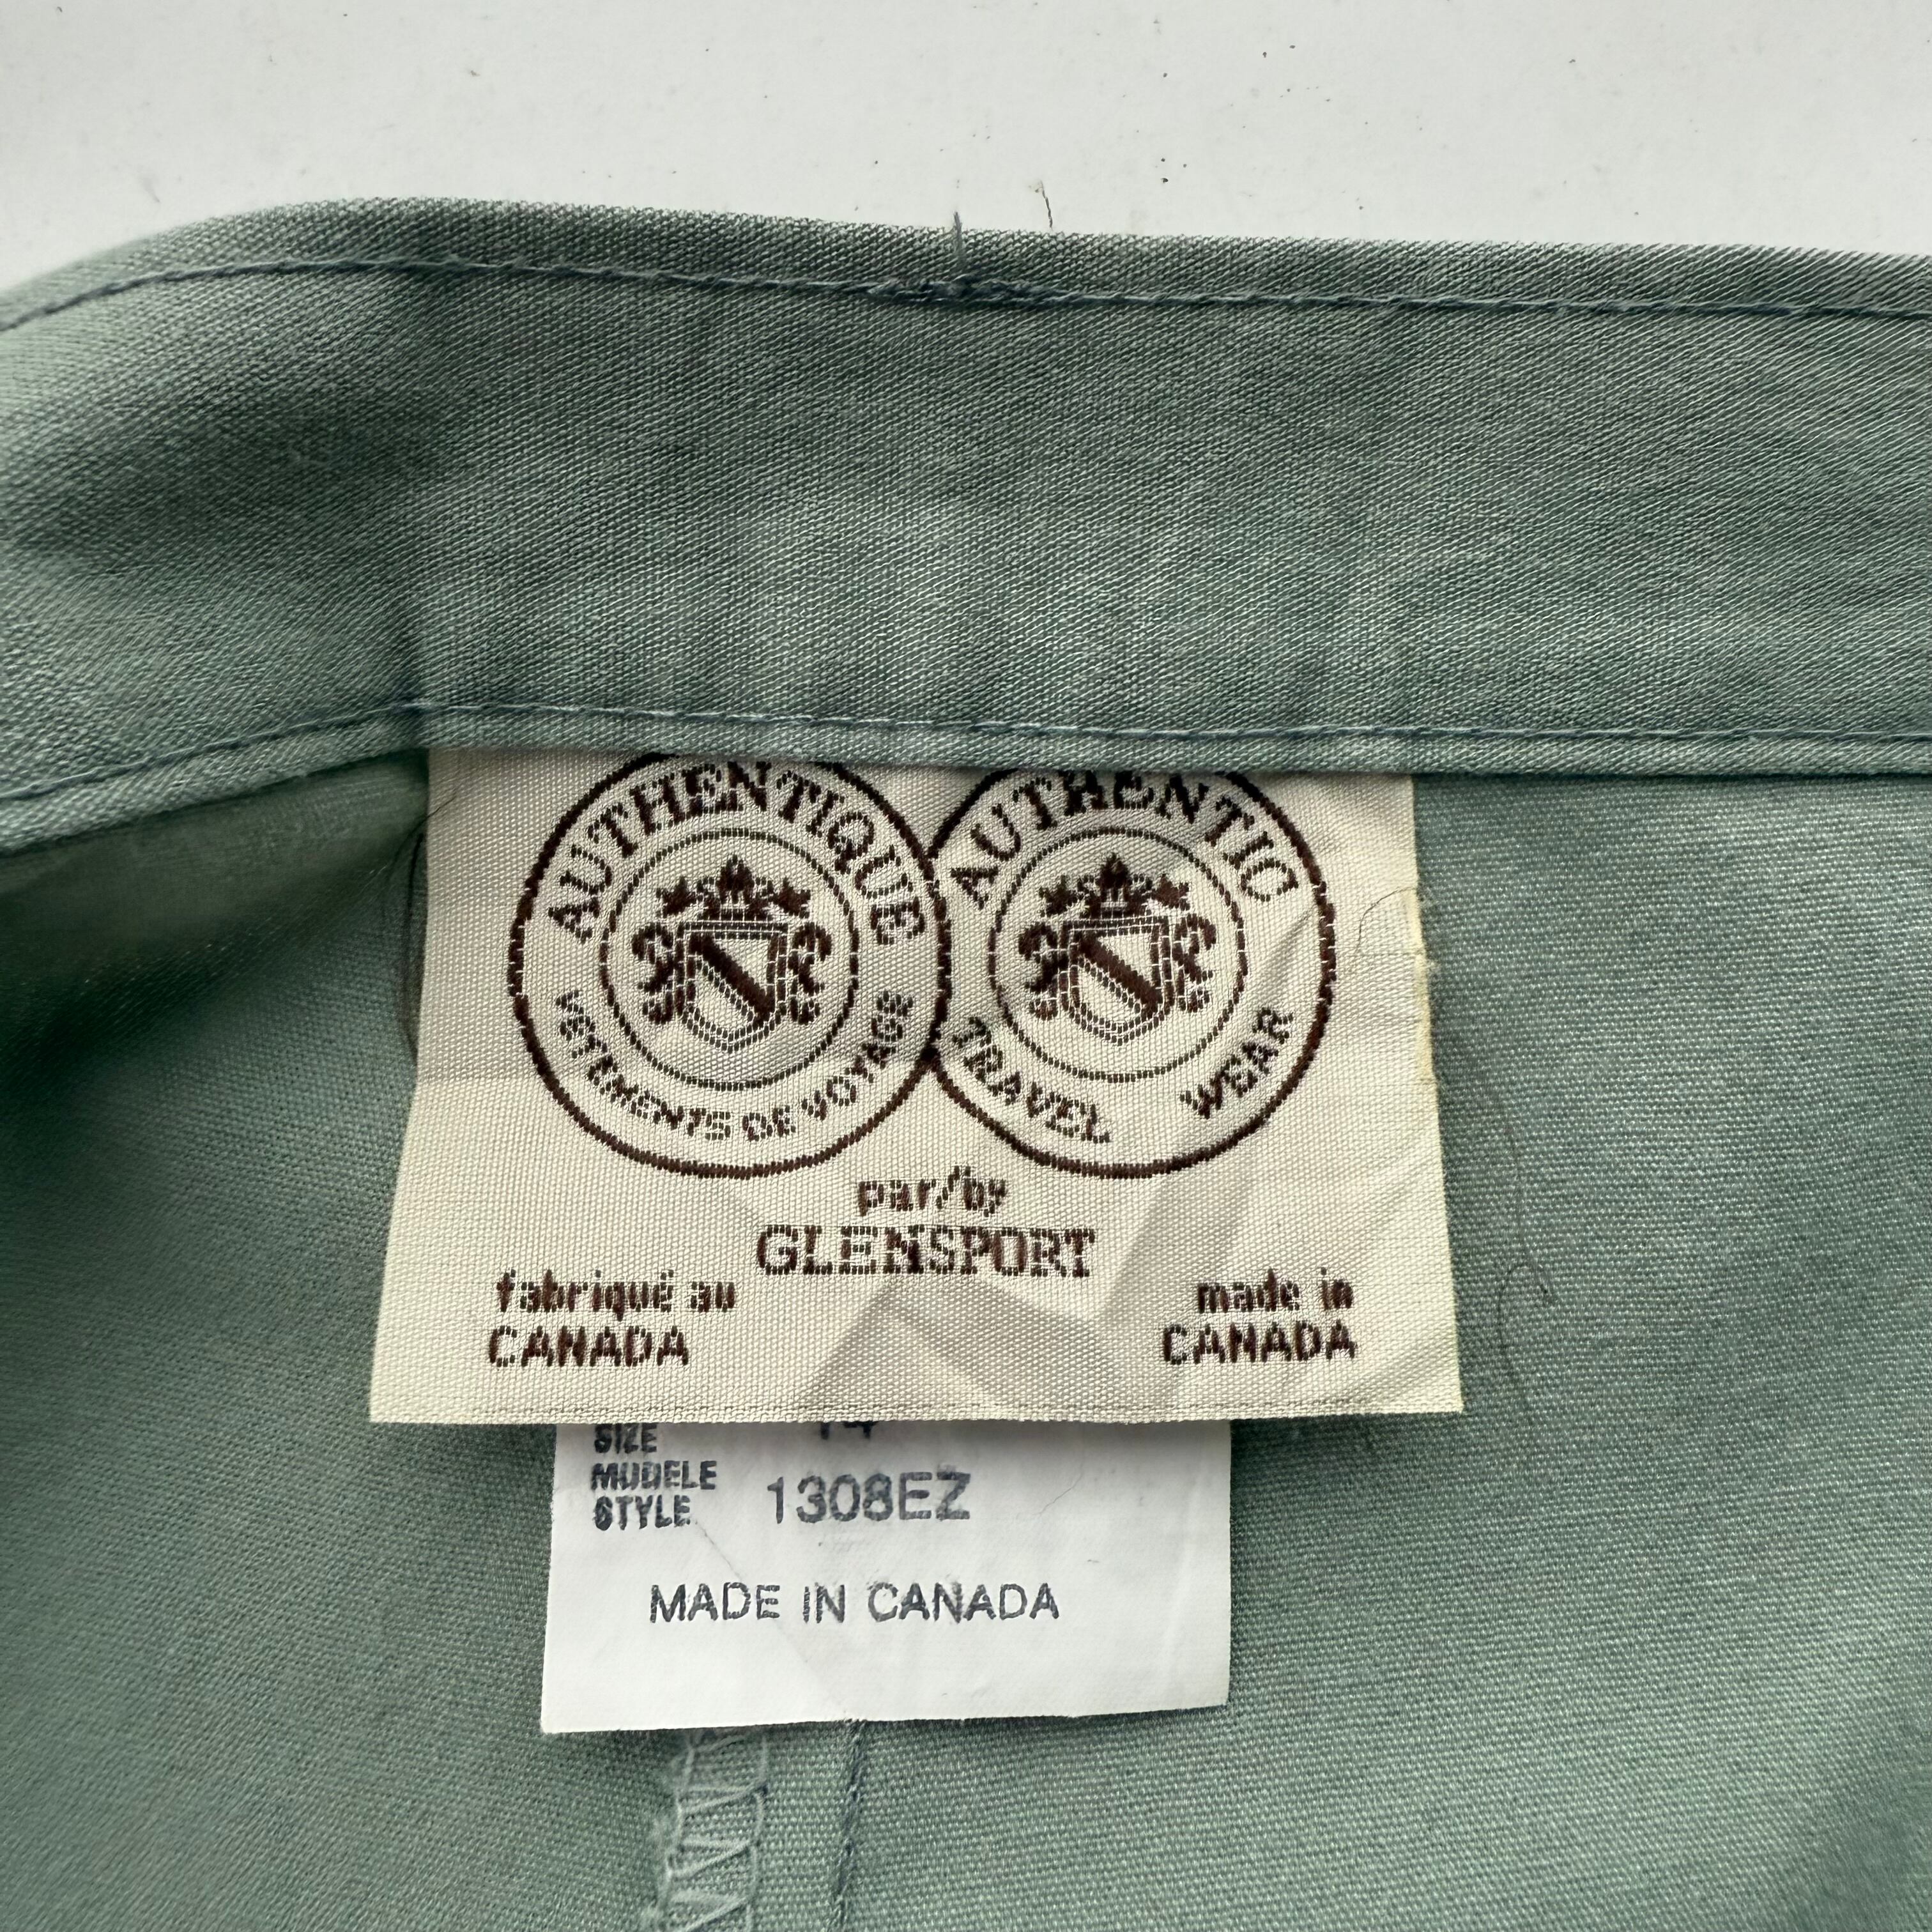 AUTHENTIQUE
VETEMENTS DE VOYAGE
AUTHENTIC
TRAVEL WEAR
par/by
GLENSPORT
fabriqué au
CANADA
made in
CANADA
SIZE
MODELE
STYLE 1308EZ
MADE IN CANADA